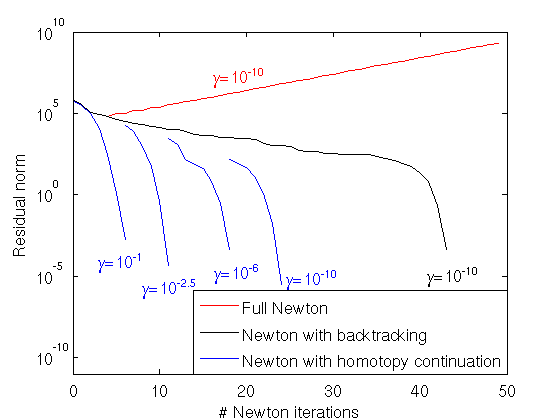 10^10
γ= 10^-10
10^5
Residual norm
10^0
γ= 10^-1
γ= 10^-2.5
γ= 10^-6
γ= 10^-10
γ= 10^-10
10^-5
Full Newton
Newton with backtracking
Newton with homotopy continuation
10^-10
0 10 20 30 40 50
# Newton iterations